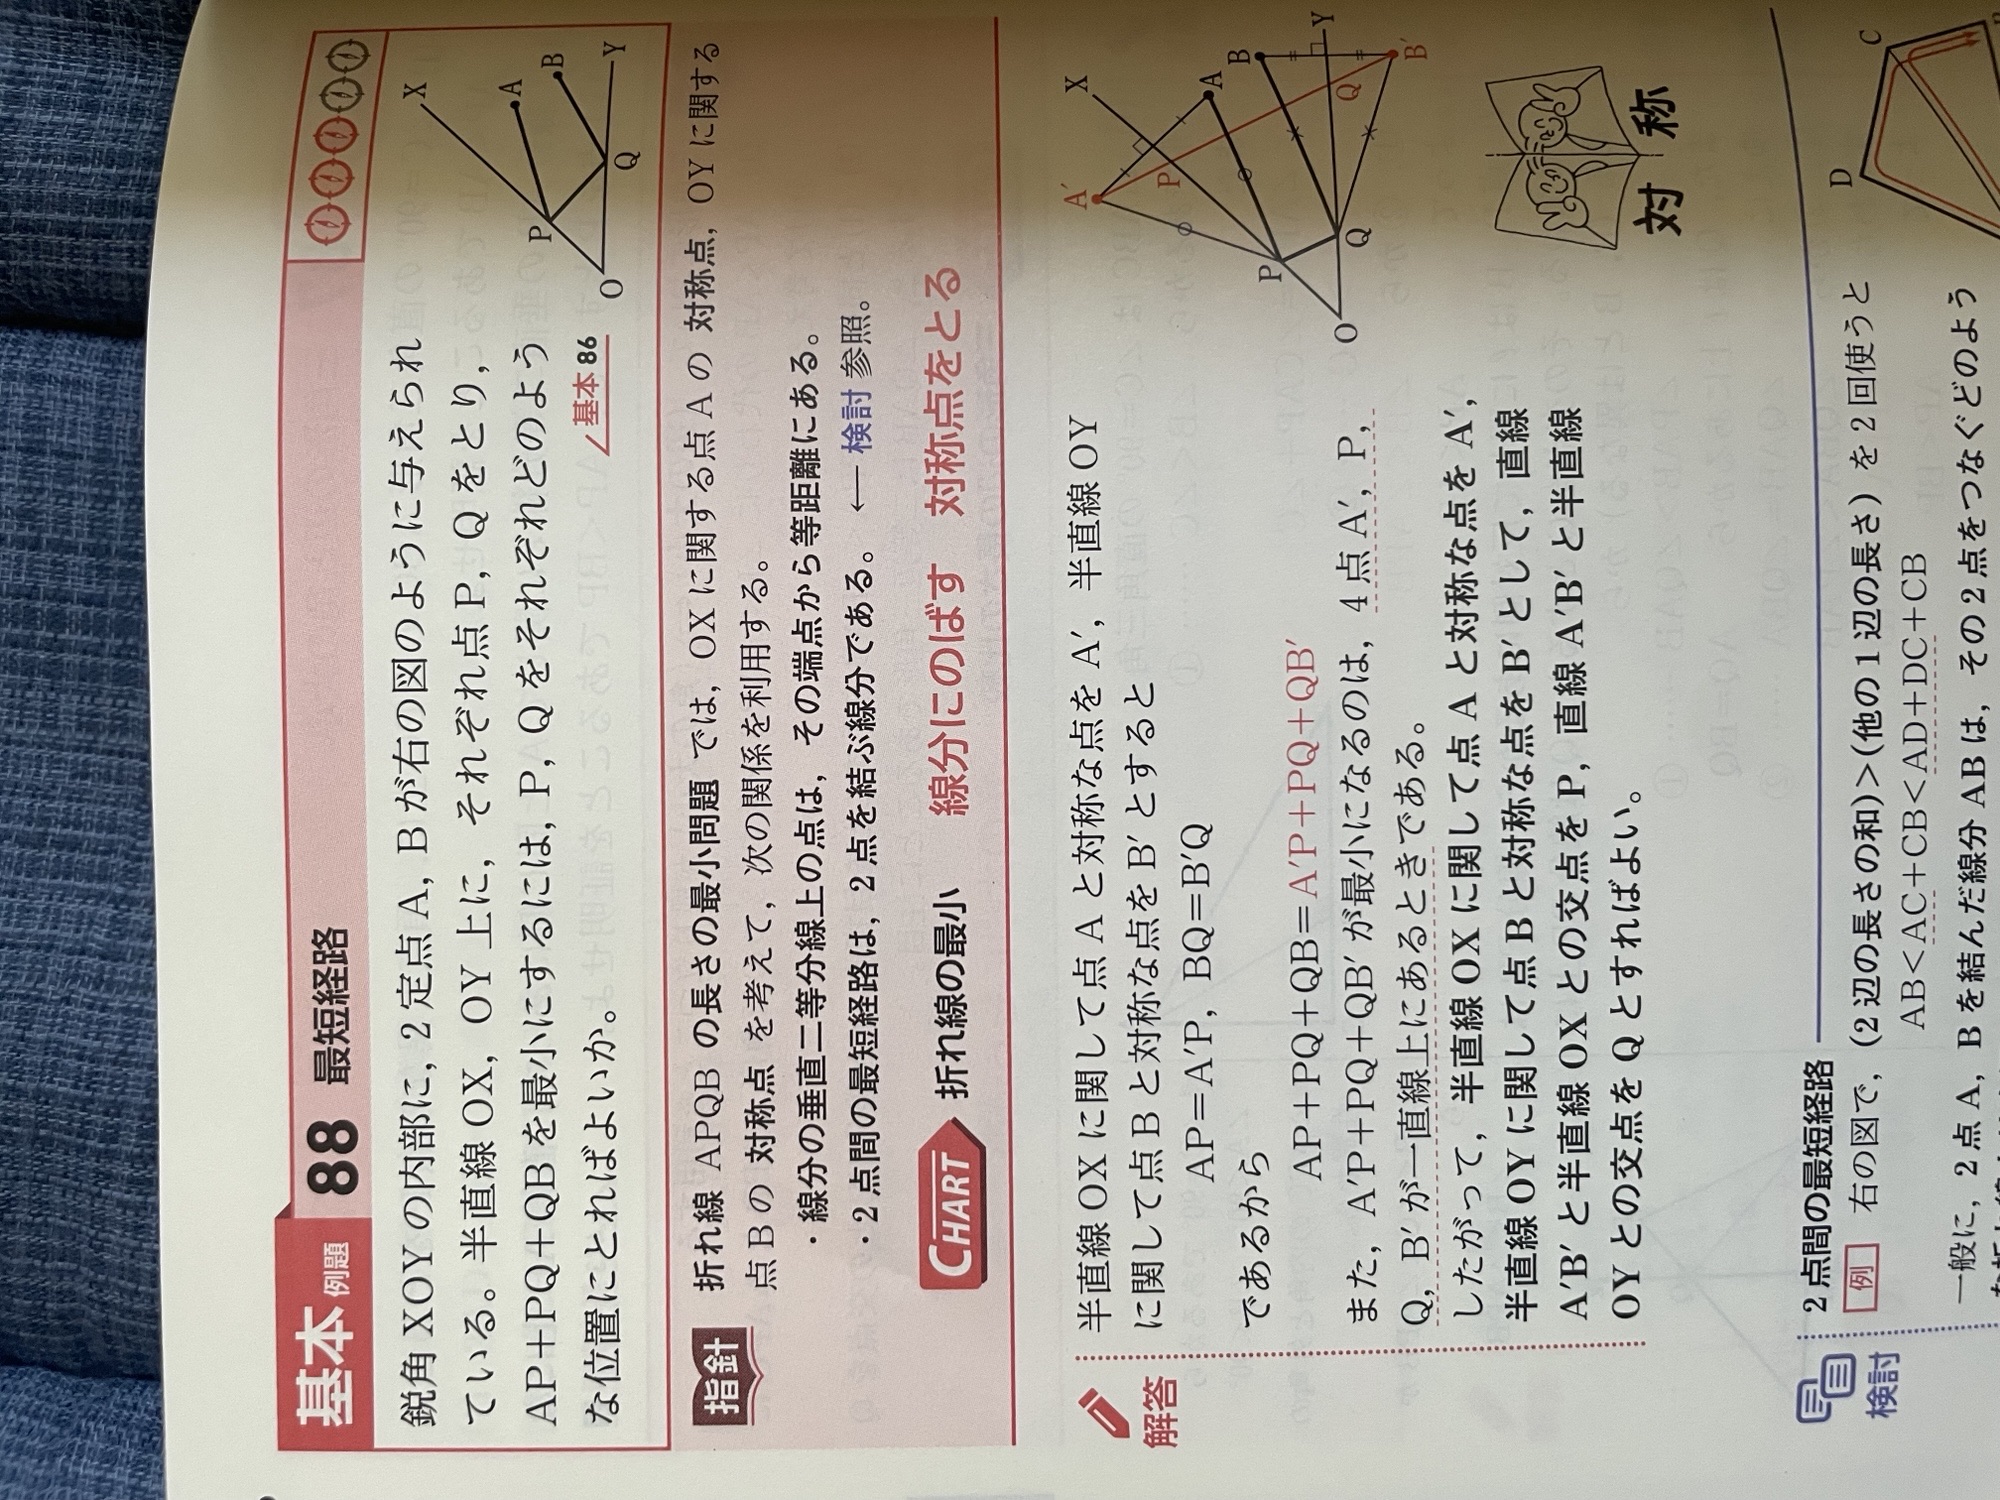 基本 例題 88 最短経路
鋭角 XOY の内部に，2 定点 A，B が右の図のように与えられ
ている。半直線 OX，OY 上に，それぞれ点 P，Q をとり，
AP+PQ+QB を最小にするには，P，Q をそれぞれどのよう
な位置にとればよいか。
基本 86
X
A
P
B
O
Q
Y
指針
折れ線 APQB の長さの最小問題 では，OX に関する点 A の 対称点，OY に関する
点 B の 対称点 を考えて，次の関係を利用する。
・線分の垂直二等分線上の点は，その端点から等距離にある。
・2 点間の最短経路は，2 点を結ぶ線分である。 ← 検討 参照。
CHART 折れ線の最小 線分にのばす 対称点をとる
解答
半直線 OX に関して点 A と対称な点を A′，半直線 OY
に関して点 B と対称な点を B′ とすると
AP=A′P，BQ=B′Q
であるから
AP+PQ+QB=A′P+PQ+QB′
また，A′P+PQ+QB′ が最小になるのは，4 点 A′，P，
Q，B′ が一直線上にあるときである。
したがって，半直線 OX に関して点 A と対称な点を A′，
半直線 OY に関して点 B と対称な点を B′ として，直線
A′B′ と半直線 OX との交点を P，直線 A′B′ と半直線
OY との交点を Q とすればよい。
A′
X
P
A
B
P
Y
O
Q
Q
B′
対 称
検討
2 点間の最短経路
例 右の図で，(2 辺の長さの和)>(他の 1 辺の長さ) を 2 回使うと
AB<AC+CB<AD+DC+CB
一般に，2 点 A，B を結んだ線分 AB は，その 2 点をつなぐどのよう
D
C